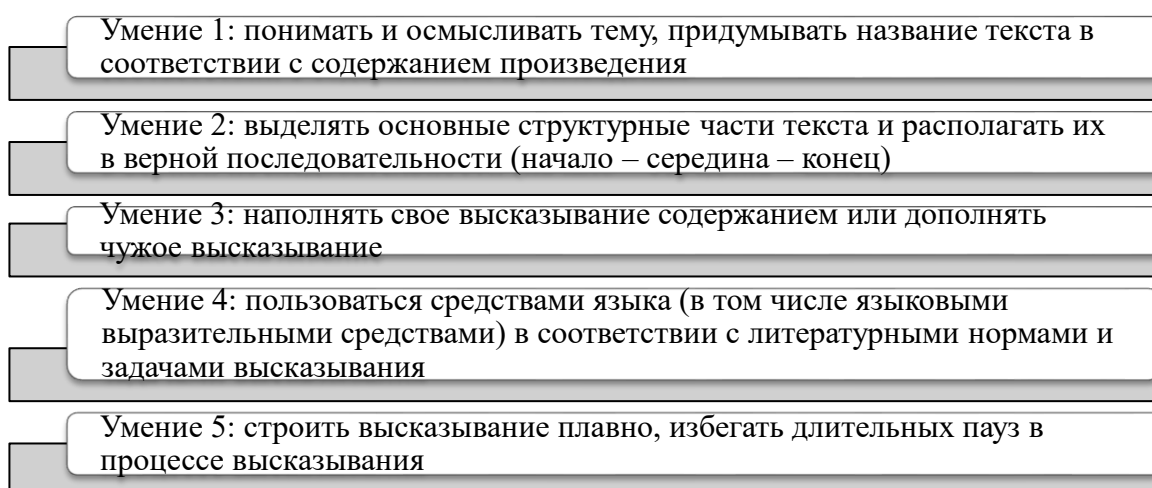 Умение 1: понимать и осмысливать тему, придумывать название текста в
соответствии с содержанием произведения
Умение 2: выделять основные структурные части текста и располагать их
в верной последовательности (начало – середина – конец)
Умение 3: наполнять свое высказывание содержанием или дополнять
чужое высказывание
Умение 4: пользоваться средствами языка (в том числе языковыми
выразительными средствами) в соответствии с литературными нормами и
задачами высказывания
Умение 5: строить высказывание плавно, избегать длительных пауз в
процессе высказывания